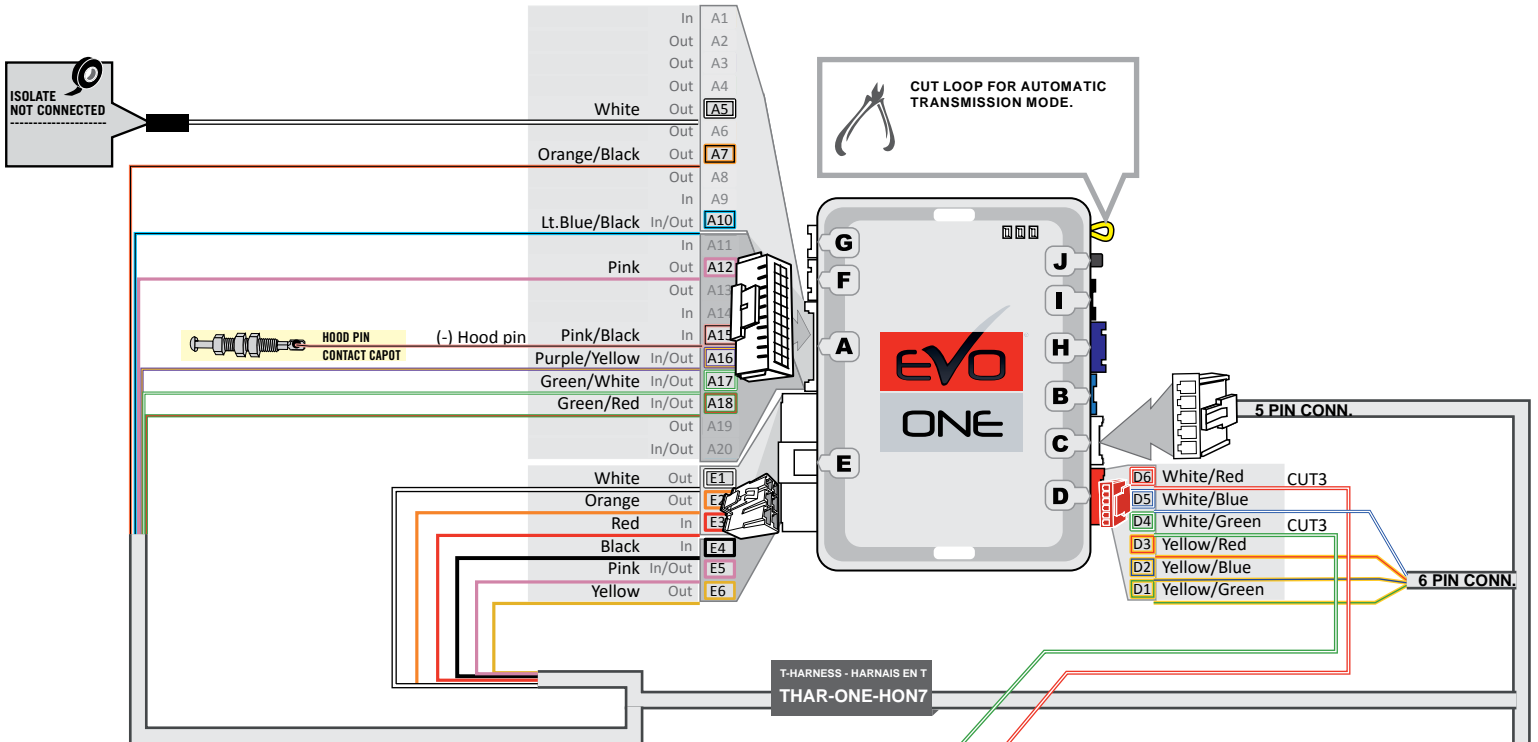 ISOLATE
NOT CONNECTED
In A1
Out A2
Out A3
Out A4
White Out A5
Out A6
Orange/Black Out A7
Out A8
In A9
Lt.Blue/Black In/Out A10
In A11
Pink Out A12
Out A13
In A14
HOOD PIN
CONTACT CAPOT
(-) Hood pin Pink/Black In A15
Purple/Yellow In/Out A16
Green/White In/Out A17
Green/Red In/Out A18
Out A19
In/Out A20
White Out E1
Orange Out E2
Red In E3
Black In E4
Pink In/Out E5
Yellow Out E6
CUT LOOP FOR AUTOMATIC
TRANSMISSION MODE.
G
F
A
E
J
I
H
B
C
D
EVO
ONE
5 PIN CONN.
D6 White/Red CUT3
D5 White/Blue
D4 White/Green CUT3
D3 Yellow/Red
D2 Yellow/Blue
D1 Yellow/Green
6 PIN CONN.
T-HARNESS - HARNAIS EN T
THAR-ONE-HON7